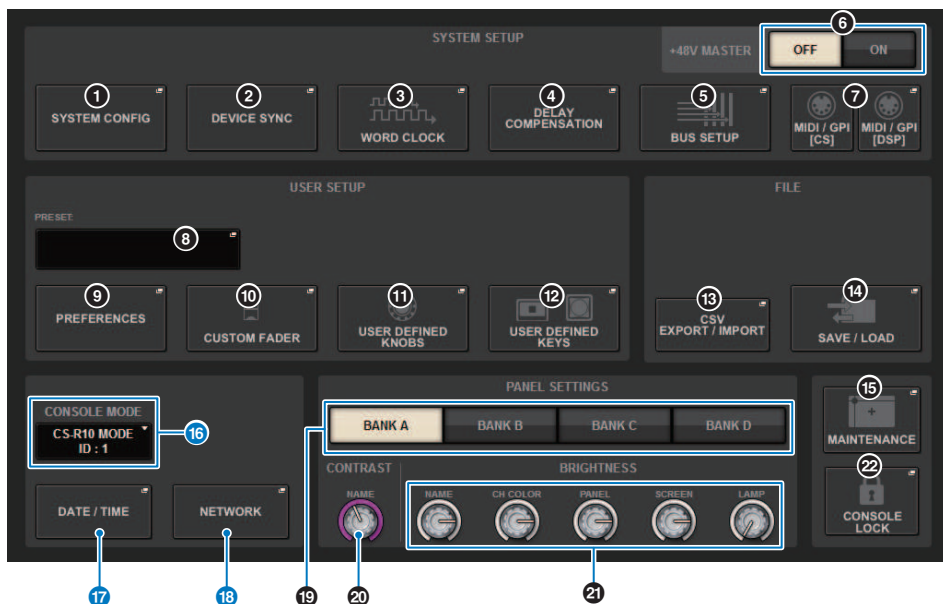 6
SYSTEM SETUP
+48V MASTER
OFF
ON
1
SYSTEM CONFIG
2
DEVICE SYNC
3
WORD CLOCK
4
DELAY
COMPENSATION
5
BUS SETUP
7
MIDI / GPI
[CS]
MIDI / GPI
[DSP]
USER SETUP
PRESET:
8
9
PREFERENCES
10
CUSTOM FADER
11
USER DEFINED
KNOBS
12
USER DEFINED
KEYS
FILE
13
CSV
EXPORT / IMPORT
14
SAVE / LOAD
CONSOLE MODE
CS-R10 MODE
ID : 1
16
DATE / TIME
NETWORK
PANEL SETTINGS
BANK A
BANK B
BANK C
BANK D
CONTRAST
NAME
BRIGHTNESS
NAME
CH COLOR
PANEL
SCREEN
LAMP
15
MAINTENANCE
22
CONSOLE
LOCK
17
18
19
20
21